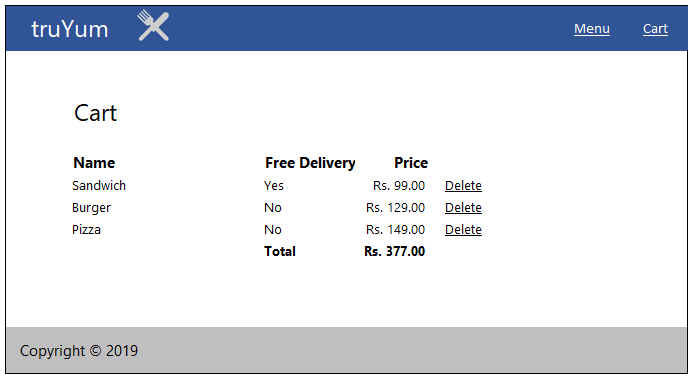 truYum Menu Cart
Cart
Name Free Delivery Price
Sandwich Yes Rs. 99.00 Delete
Burger No Rs. 129.00 Delete
Pizza No Rs. 149.00 Delete
Total Rs. 377.00
Copyright © 2019